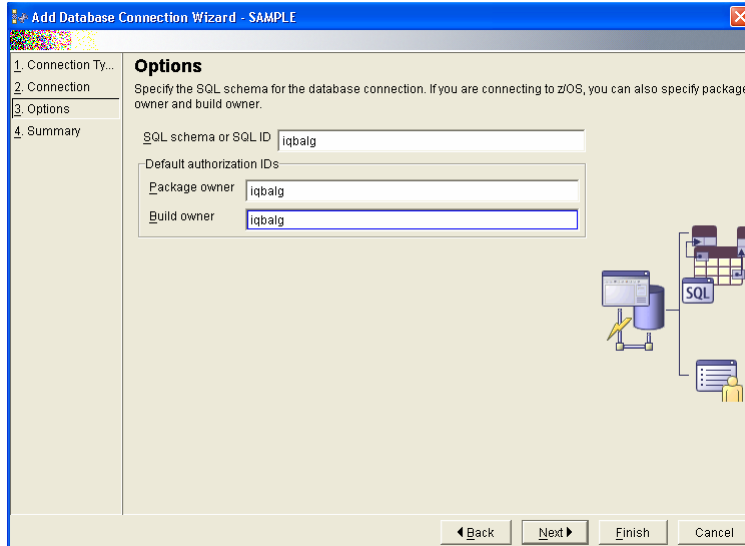 Add Database Connection Wizard - SAMPLE
1. Connection Ty...
2. Connection
3. Options
4. Summary
Options
Specify the SQL schema for the database connection. If you are connecting to z/OS, you can also specify package
owner and build owner.
SQL schema or SQL ID iqbalg
Default authorization IDs
Package owner iqbalg
Build owner iqbalg
SQL
Back Next Finish Cancel